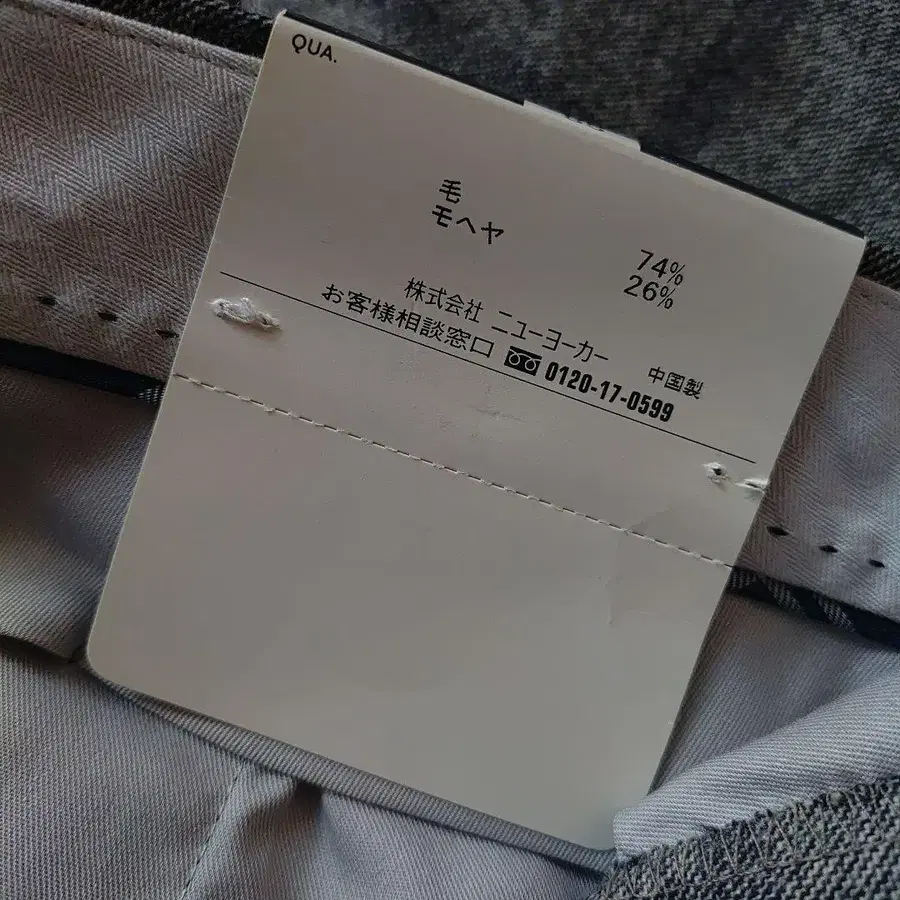 QUA.
毛 74%
モヘヤ 26%
株式会社 ニューヨーカー 中国製
お客様相談窓口 0120-17-0599